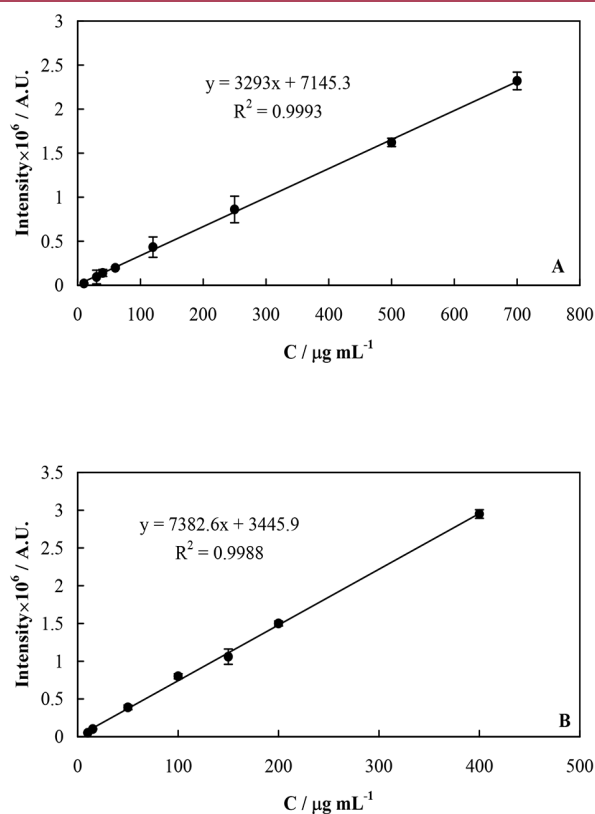 3
2.5
2
1.5
1
0.5
0
Intensity×10⁶ / A.U.
y = 3293x + 7145.3
R² = 0.9993
A
0 100 200 300 400 500 600 700 800
C / μg mL⁻¹
3.5
3
2.5
2
1.5
1
0.5
0
Intensity×10⁶ / A.U.
y = 7382.6x + 3445.9
R² = 0.9988
B
0 100 200 300 400 500
C / μg mL⁻¹